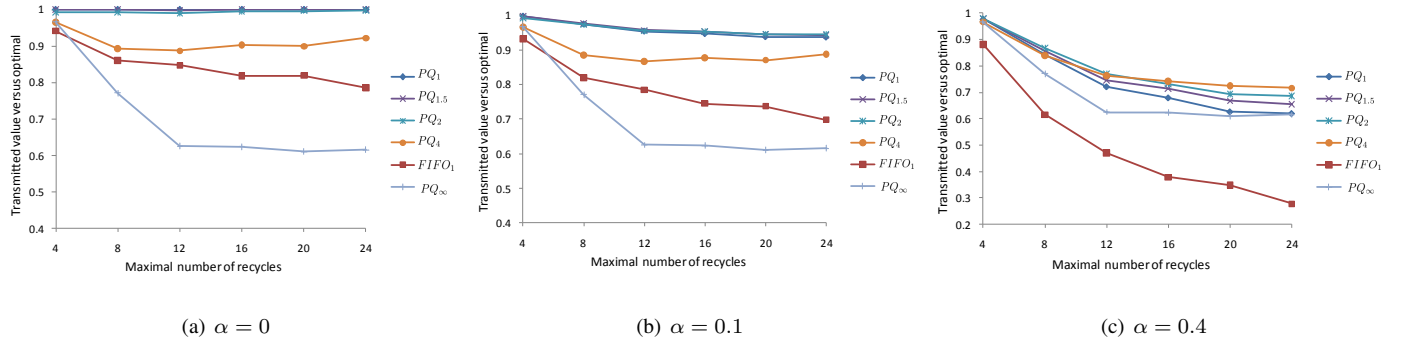 Transmitted value versus optimal
1
0.9
0.8
0.7
0.6
0.5
0.4
4 8 12 16 20 24
Maximal number of recycles
PQ₁
PQ₁.₅
PQ₂
PQ₄
FIFO₁
PQ∞
(a) α = 0
Transmitted value versus optimal
1
0.9
0.8
0.7
0.6
0.5
0.4
4 8 12 16 20 24
Maximal number of recycles
PQ₁
PQ₁.₅
PQ₂
PQ₄
FIFO₁
PQ∞
(b) α = 0.1
Transmitted value versus optimal
1
0.9
0.8
0.7
0.6
0.5
0.4
0.3
0.2
4 8 12 16 20 24
Maximal number of recycles
PQ₁
PQ₁.₅
PQ₂
PQ₄
FIFO₁
PQ∞
(c) α = 0.4